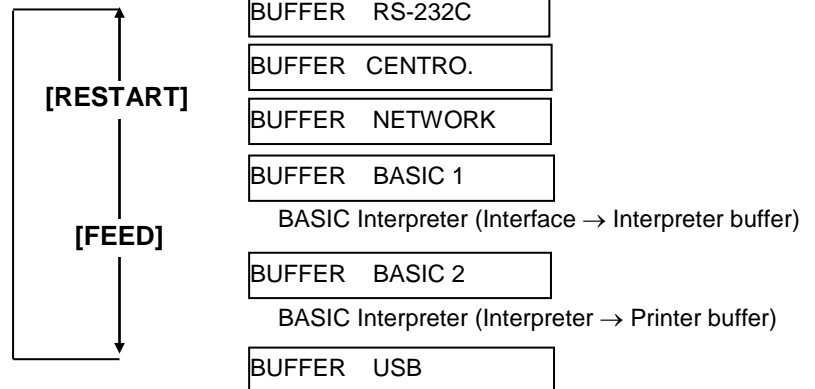 BUFFER RS-232C
BUFFER CENTRO.
[RESTART]
BUFFER NETWORK
BUFFER BASIC 1
BASIC Interpreter (Interface → Interpreter buffer)
[FEED]
BUFFER BASIC 2
BASIC Interpreter (Interpreter → Printer buffer)
BUFFER USB